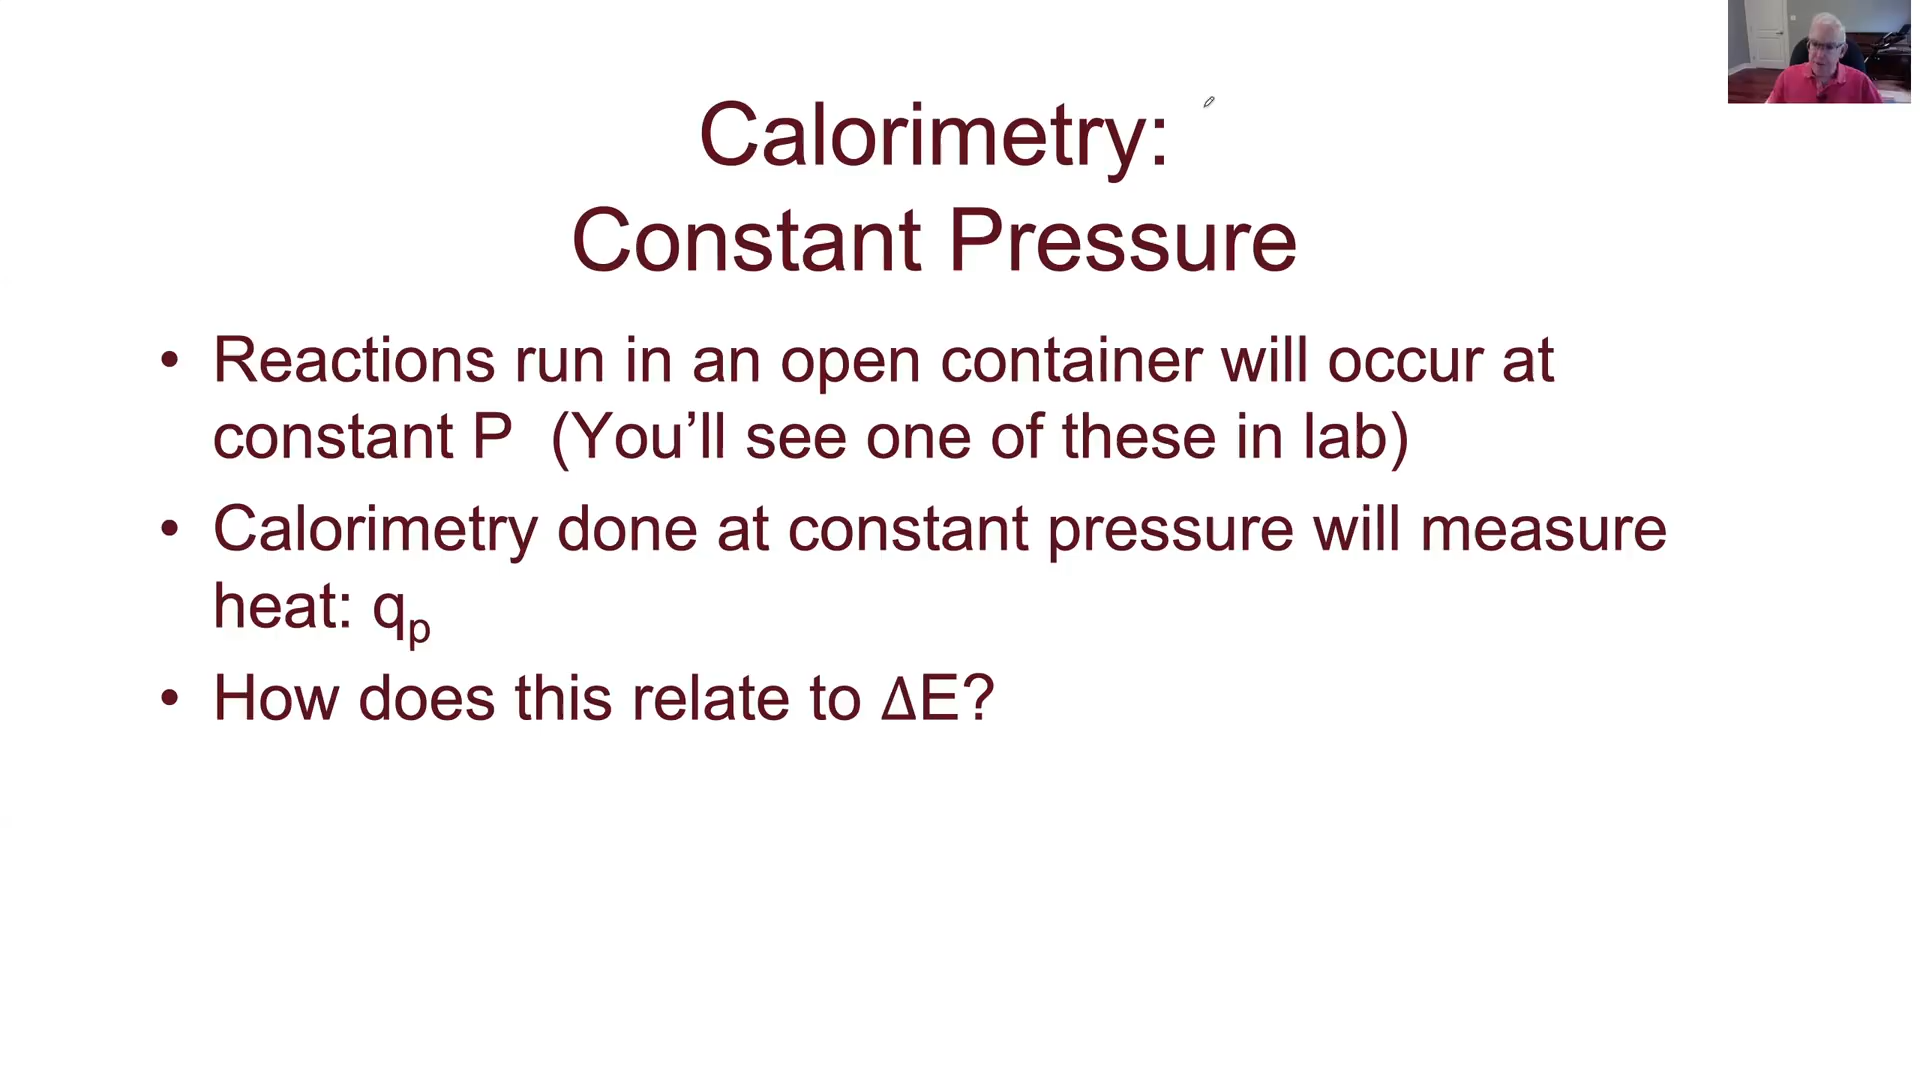 Calorimetry:
Constant Pressure
• Reactions run in an open container will occur at
constant P  (You’ll see one of these in lab)
• Calorimetry done at constant pressure will measure
heat: qₚ
• How does this relate to ΔE?